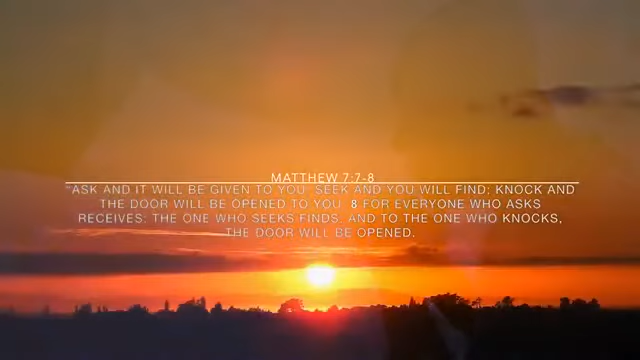 MATTHEW 7:7-8
"ASK AND IT WILL BE GIVEN TO YOU; SEEK AND YOU WILL FIND; KNOCK AND
THE DOOR WILL BE OPENED TO YOU. 8 FOR EVERYONE WHO ASKS
RECEIVES; THE ONE WHO SEEKS FINDS; AND TO THE ONE WHO KNOCKS,
THE DOOR WILL BE OPENED.